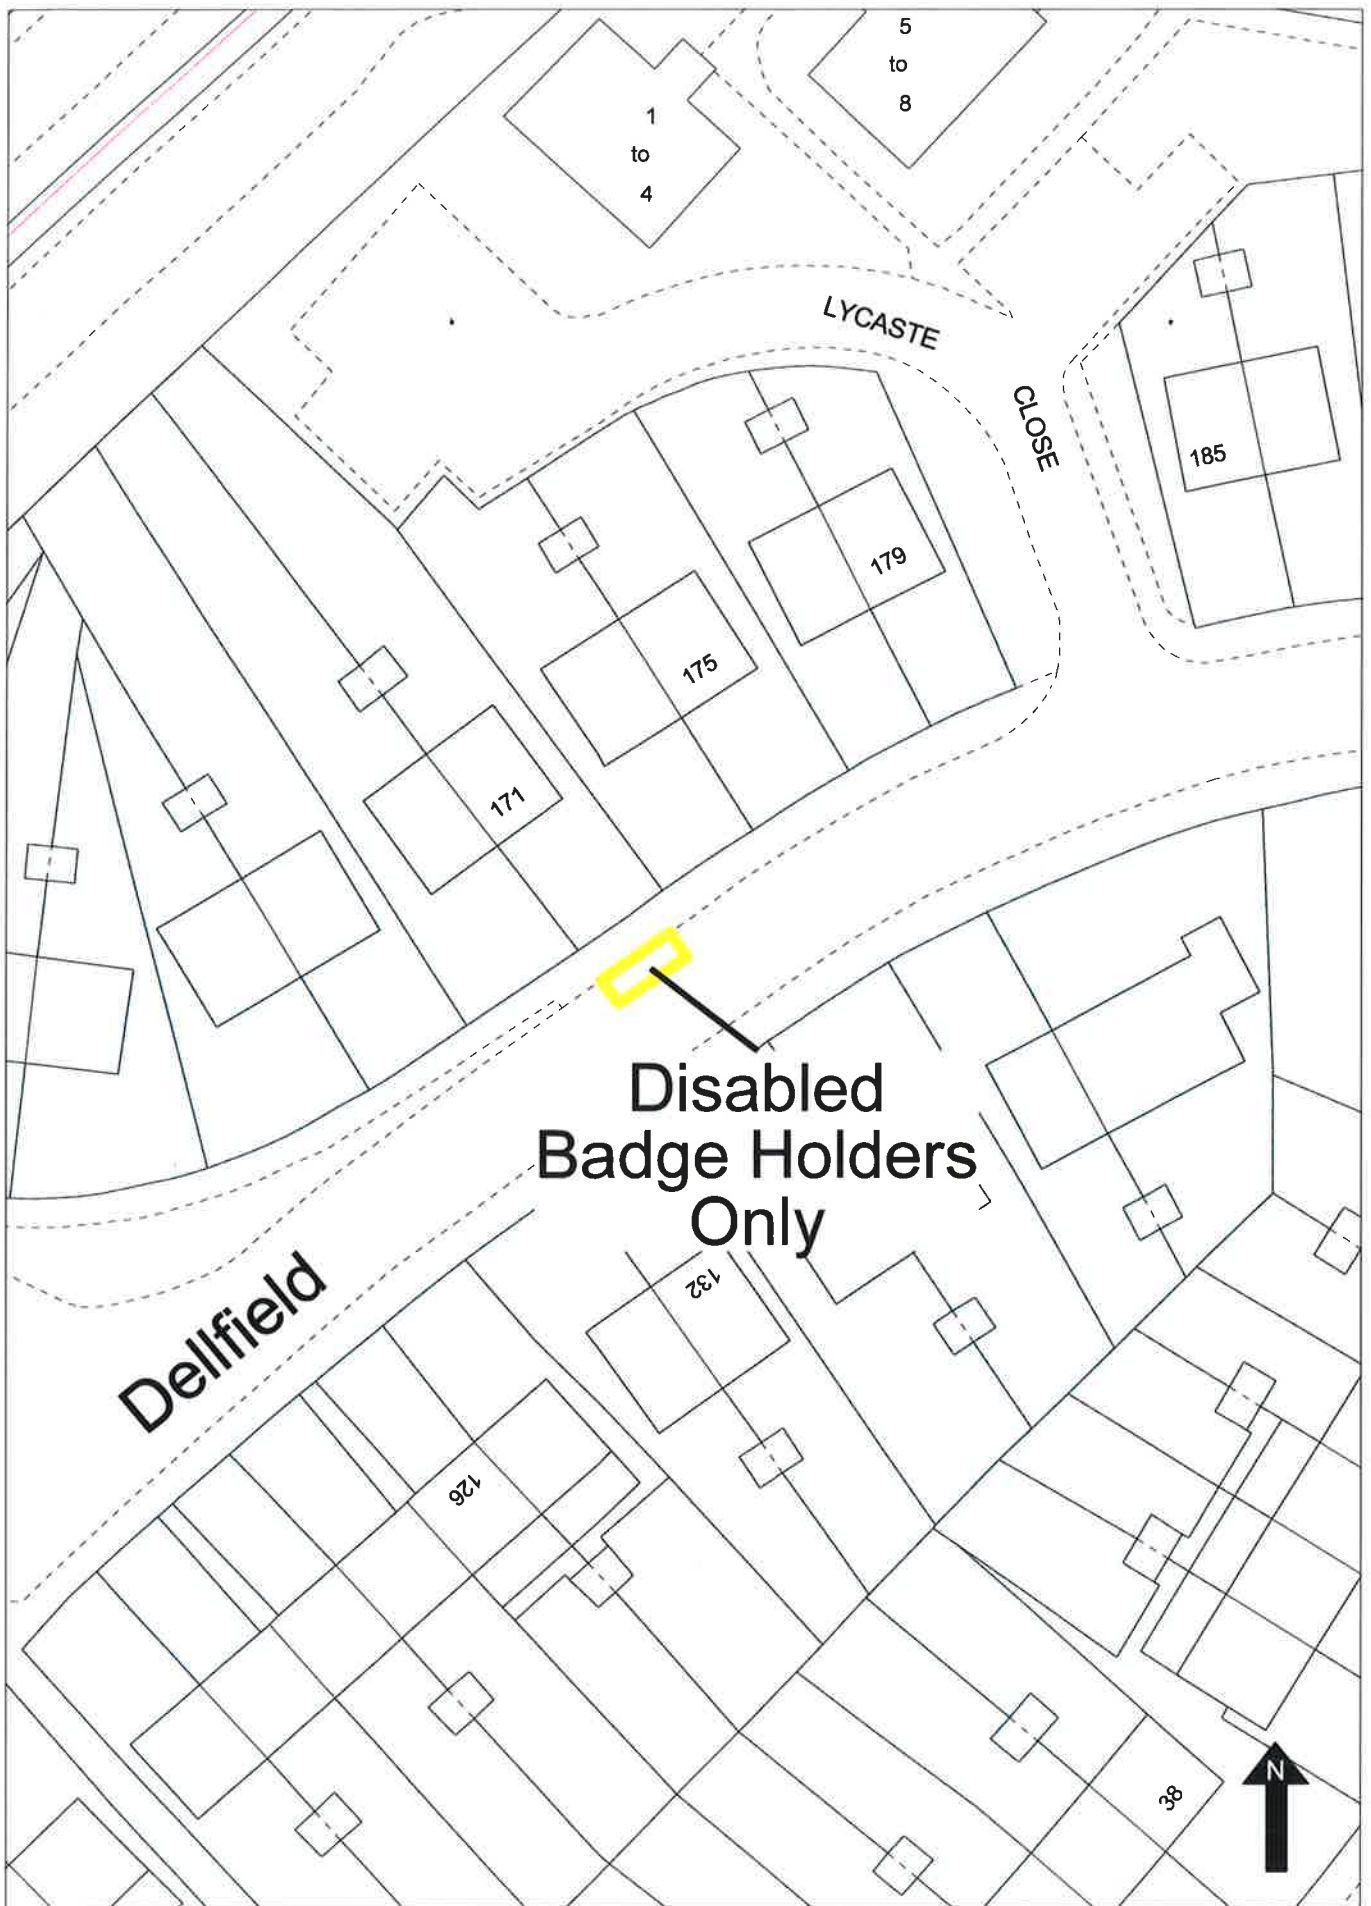 5
to
8
1
to
4
LYCASTE
CLOSE
185
179
175
171
Disabled
Badge Holders
Only
132
Dellfield
126
N
38